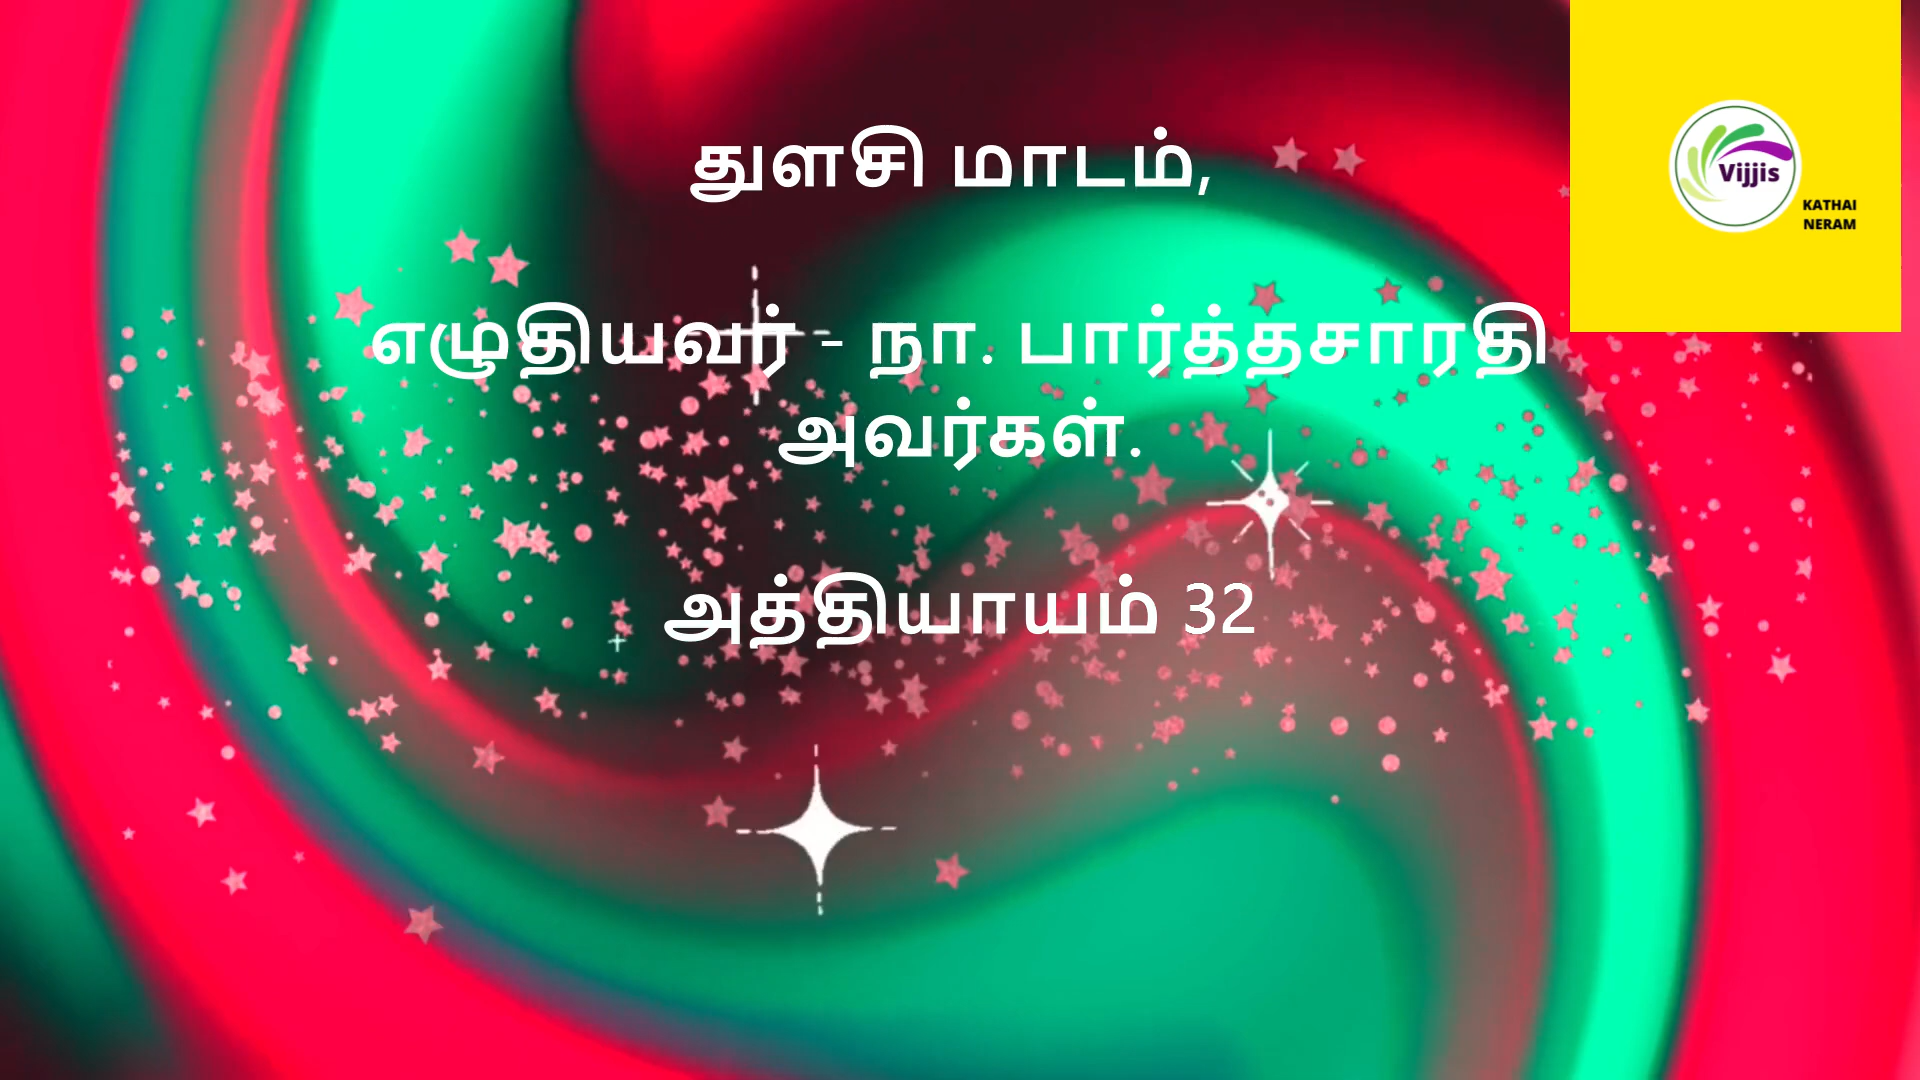 துளசி மாடம்,
எழுதியவர் - நா. பார்த்தசாரதி
அவர்கள்.
அத்தியாயம் 32
Vijjis
KATHAI
NERAM